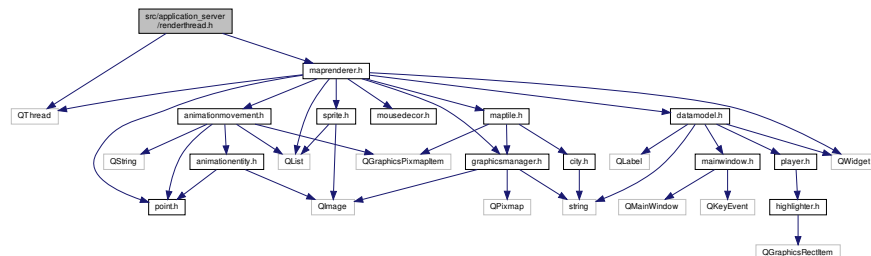 src/application_server
/renderthread.h
maprenderer.h
QThread
animationmovement.h
sprite.h
mousedecor.h
maptile.h
datamodel.h
QString
animationentity.h
QList
QGraphicsPixmapItem
graphicsmanager.h
city.h
QLabel
mainwindow.h
player.h
QWidget
point.h
QImage
QPixmap
string
QMainWindow
QKeyEvent
highlighter.h
QGraphicsRectItem